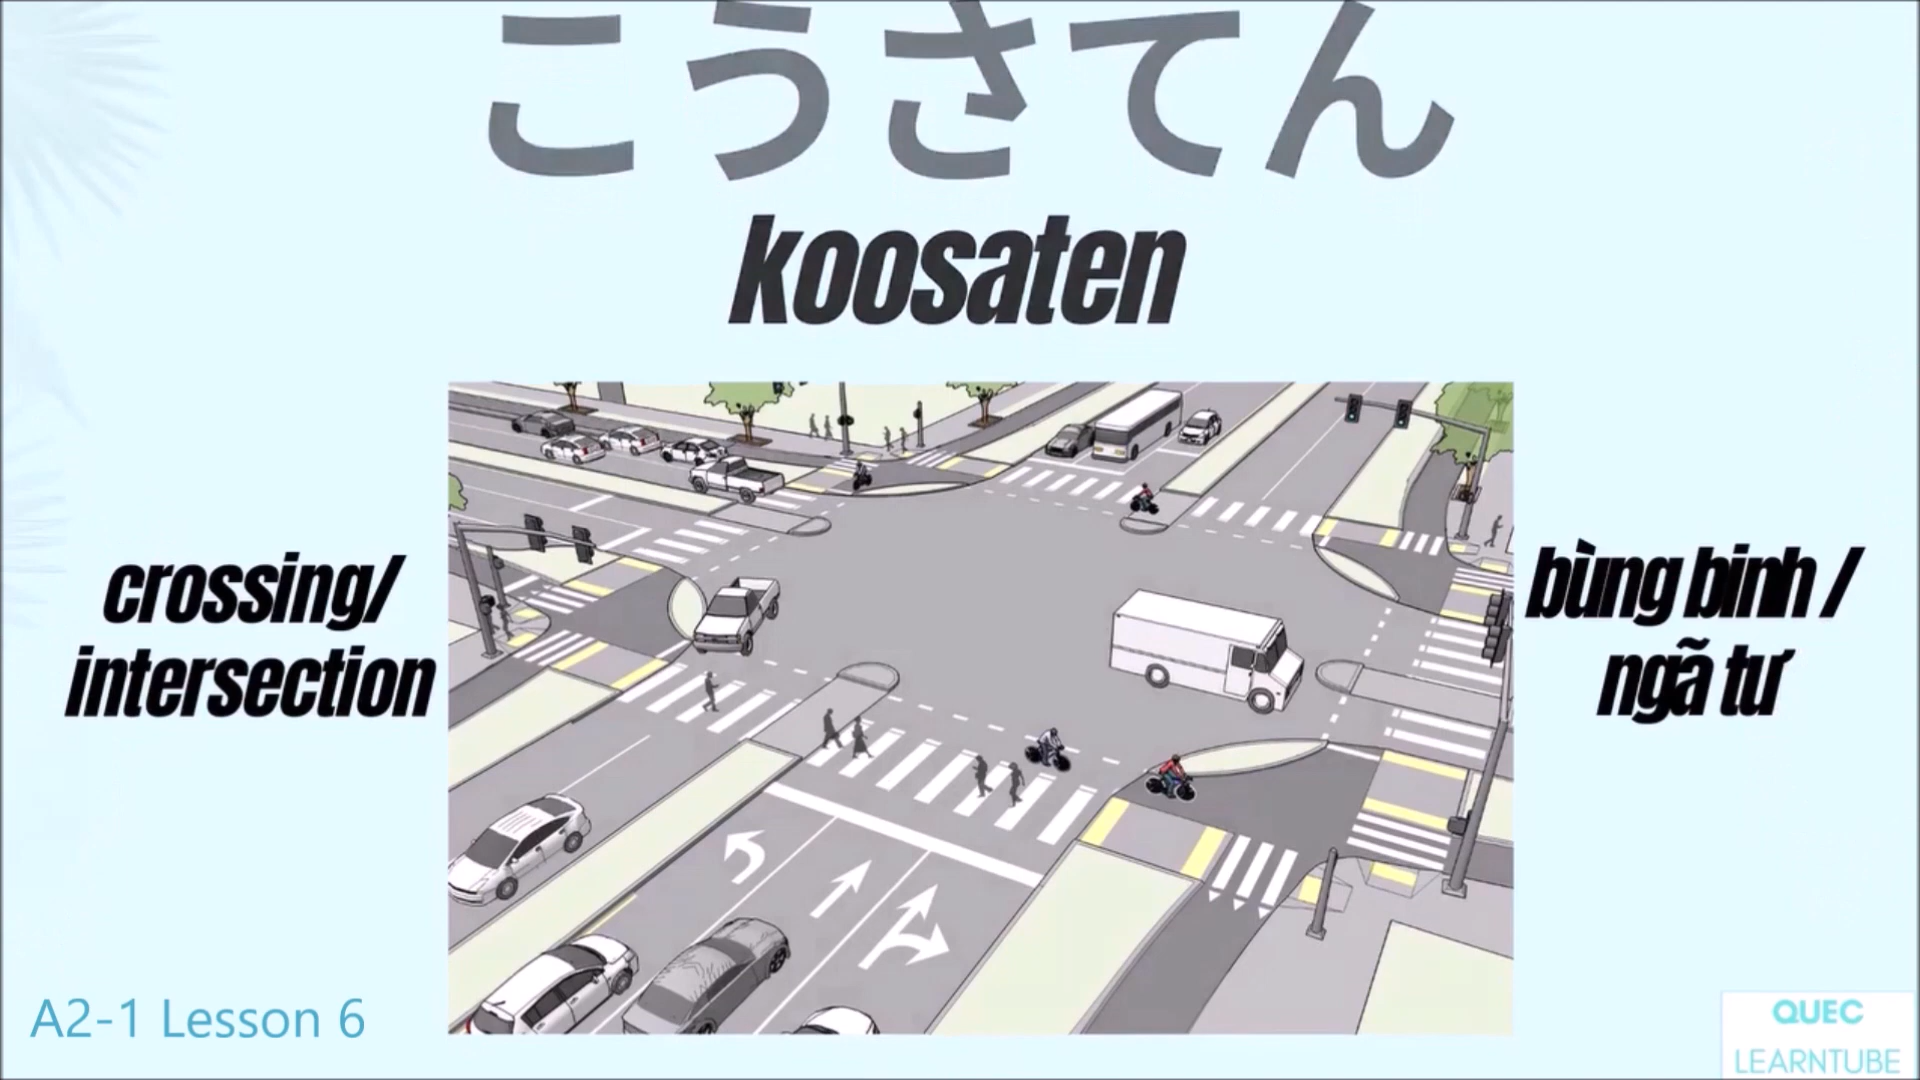 こうさてん
koosaten
crossing/
intersection
bùng binh /
ngã tư
A2-1 Lesson 6
QUEC
LEARNTUBE